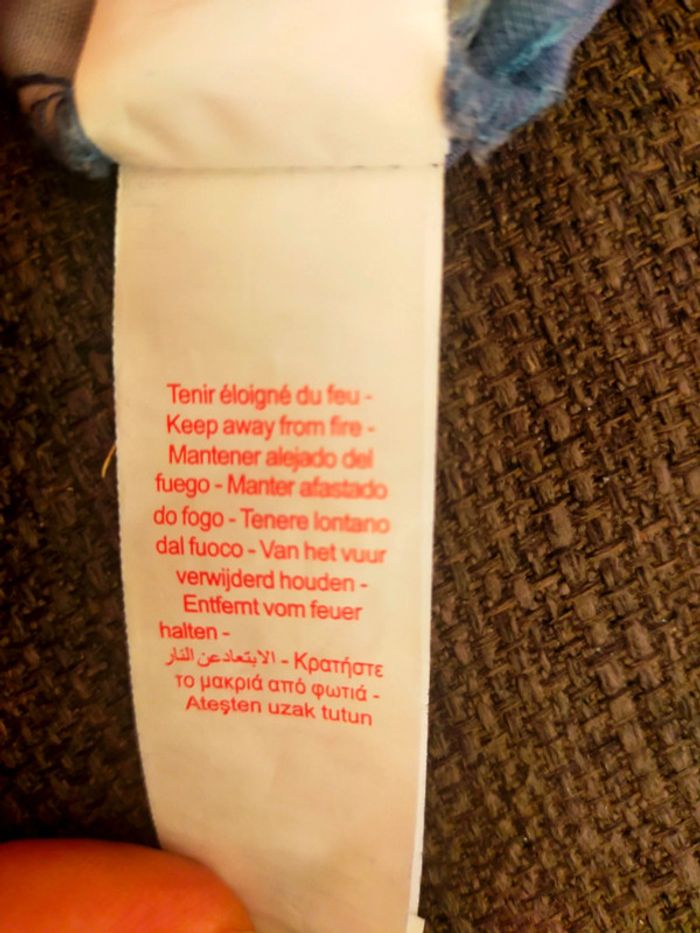 Tenir éloigné du feu -
Keep away from fire -
Mantener alejado del
fuego - Manter afastado
do fogo - Tenere lontano
dal fuoco - Van het vuur
verwijderd houden -
Entfernt vom feuer
halten -
الابتعاد عن النار - Κρατήστε
το μακριά από φωτιά -
Ateşten uzak tutun